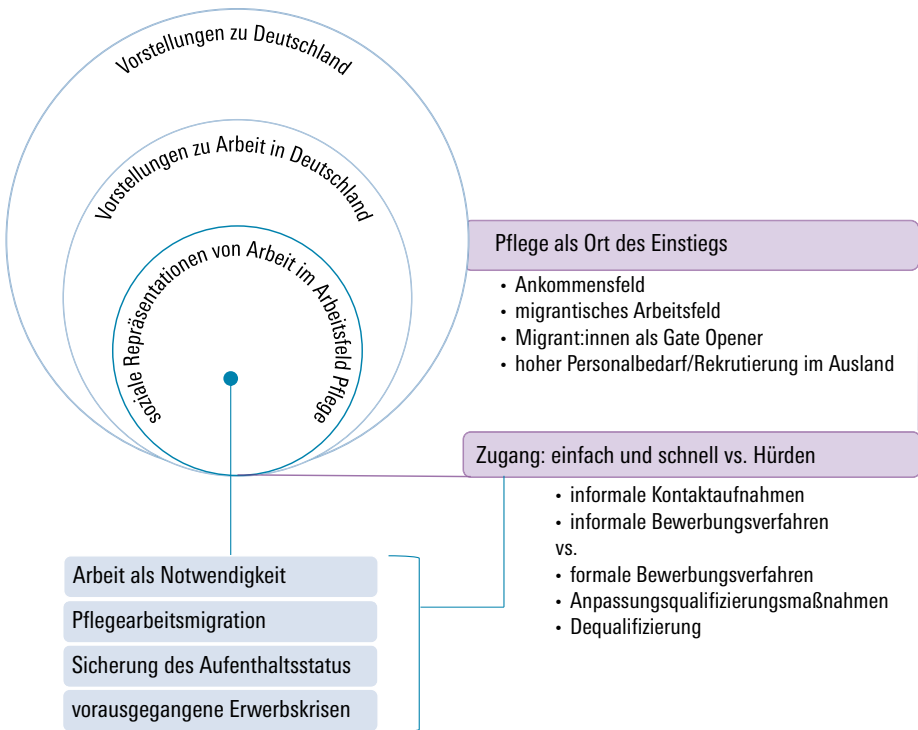 Vorstellungen zu Deutschland
Vorstellungen zu Arbeit in Deutschland
soziale Repräsentationen von Arbeit im Arbeitsfeld Pflege
Pflege als Ort des Einstiegs
• Ankommensfeld
• migrantisches Arbeitsfeld
• Migrant:innen als Gate Opener
• hoher Personalbedarf/Rekrutierung im Ausland
Zugang: einfach und schnell vs. Hürden
• informale Kontaktaufnahmen
• informale Bewerbungsverfahren
vs.
• formale Bewerbungsverfahren
• Anpassungsqualifizierungsmaßnahmen
• Dequalifizierung
Arbeit als Notwendigkeit
Pflegearbeitsmigration
Sicherung des Aufenthaltsstatus
vorausgegangene Erwerbskrisen